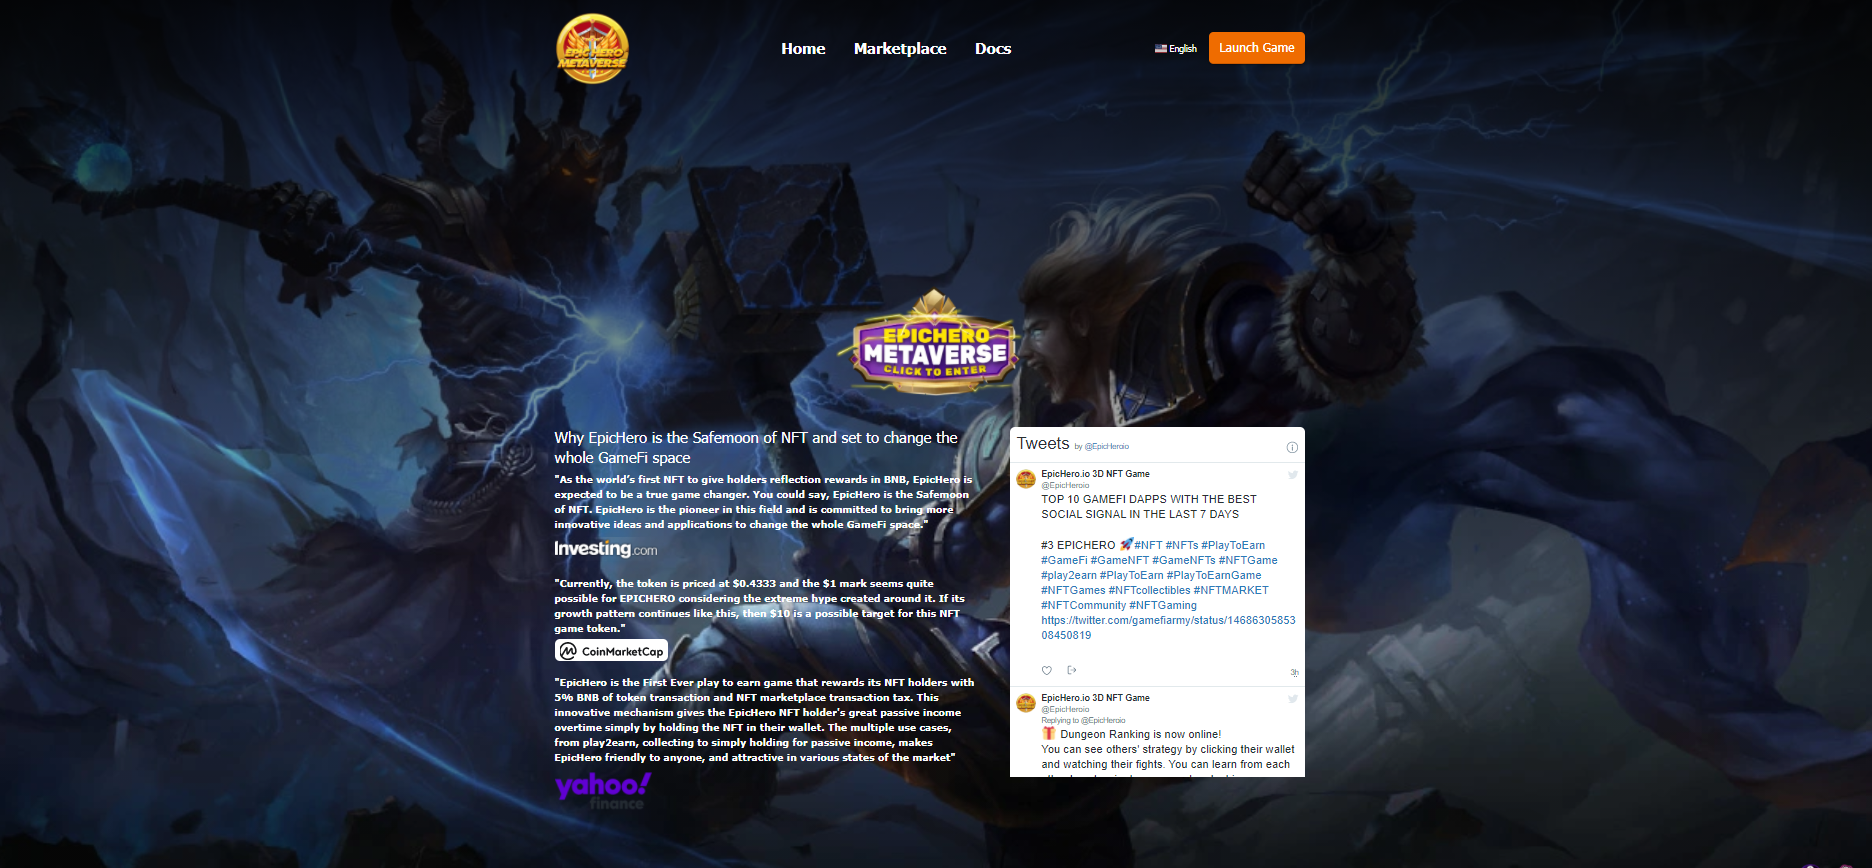 EPICHERO
METAVERSE
Home
Marketplace
Docs
English
Launch Game
EPICHERO
METAVERSE
CLICK TO ENTER
Why EpicHero is the Safemoon of NFT and set to change the
whole GameFi space
"As the world's first NFT to give holders reflection rewards in BNB, EpicHero is
expected to be a true game changer. You could say, EpicHero is the Safemoon
of NFT. EpicHero is the pioneer in this field and is committed to bring more
innovative ideas and applications to change the whole GameFi space."
Investing.com
"Currently, the token is priced at $0.4333 and the $1 mark seems quite
possible for EPICHERO considering the extreme hype created around it. If its
growth pattern continues like this, then $10 is a possible target for this NFT
game token."
CoinMarketCap
"EpicHero is the First Ever play to earn game that rewards its NFT holders with
5% BNB of token transaction and NFT marketplace transaction tax. This
innovative mechanism gives the EpicHero NFT holder's great passive income
overtime simply by holding the NFT in their wallet. The multiple use cases,
from play2earn, collecting to simply holding for passive income, makes
EpicHero friendly to anyone, and attractive in various states of the market"
yahoo!
finance
Tweets by @EpicHeroio
EpicHero.io 3D NFT Game
@EpicHeroio
TOP 10 GAMEFI DAPPS WITH THE BEST
SOCIAL SIGNAL IN THE LAST 7 DAYS
#3 EPICHERO 🚀#NFT #NFTs #PlayToEarn
#GameFi #GameNFT #GameNFTs #NFTGame
#play2earn #PlayToEarn #PlayToEarnGame
#NFTGames #NFTcollectibles #NFTMARKET
#NFTCommunity #NFTGaming
https://twitter.com/gamefiarmy/status/14686305853
08450819
3h
EpicHero.io 3D NFT Game
@EpicHeroio
Replying to @EpicHeroio
🎁 Dungeon Ranking is now online!
You can see others' strategy by clicking their wallet
and watching their fights. You can learn from each